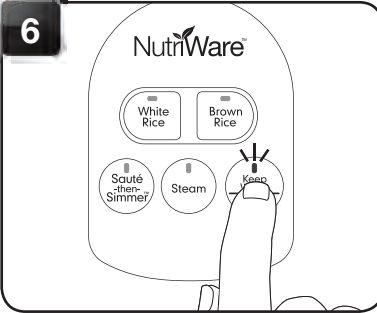 6
NutriWare™
White
Rice
Brown
Rice
Sauté
-then-
Simmer™
Steam
Keep